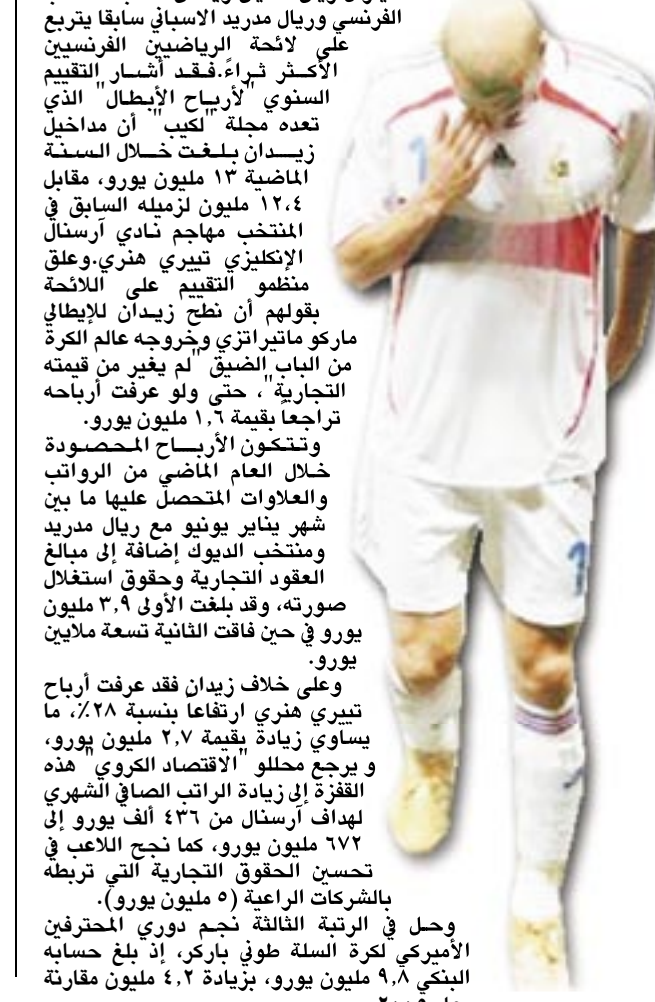 الفرنسي وريال مدريد الاسباني سابقا يتربع
على لائحة الرياضيين الفرنسيين
الأكثر ثراءً.فقد أشار التقييم
السنوي "لأرباح الأبطال" الذي
تعده مجلة "لكيب" أن مداخيل
زيدان بلغت خلال السنة
الماضية ١٣ مليون يورو، مقابل
١٢،٤ مليون لزميله السابق في
المنتخب مهاجم نادي آرسنال
الإنكليزي تييري هنري.وعلق
منظمو التقييم على اللائحة
بقولهم أن نطح زيدان للإيطالي
ماركو ماتيراتزي وخروجه عالم الكرة
من الباب الضيق "لم يغير من قيمته
التجارية"، حتى ولو عرفت أرباحه
تراجعاً بقيمة ١,٦ مليون يورو.
وتتكون الأرباح المحصودة
خلال العام الماضي من الرواتب
والعلاوات المتحصل عليها ما بين
شهر يناير يونيو مع ريال مدريد
ومنتخب الديوك إضافة إلى مبالغ
العقود التجارية وحقوق استغلال
صورته، وقد بلغت الأولى ٣,٩ مليون
يورو في حين فاقت الثانية تسعة ملايين
يورو.
وعلى خلاف زيدان فقد عرفت أرباح
تييري هنري ارتفاعاً بنسبة ٢٨٪، ما
يساوي زيادة بقيمة ٢,٧ مليون يورو،
و يرجع محللو "الاقتصاد الكروي" هذه
القفزة إلى زيادة الراتب الصافي الشهري
لهداف آرسنال من ٤٣٦ ألف يورو إلى
٦٧٢ مليون يورو، كما نجح اللاعب في
تحسين الحقوق التجارية التي تربطه
بالشركات الراعية (٥ مليون يورو).
وحل في الرتبة الثالثة نجم دوري المحترفين
الأميركي لكرة السلة طوني باركر، إذ بلغ حسابه
البنكي ٩,٨ مليون يورو، بزيادة ٤,٢ مليون مقارنة